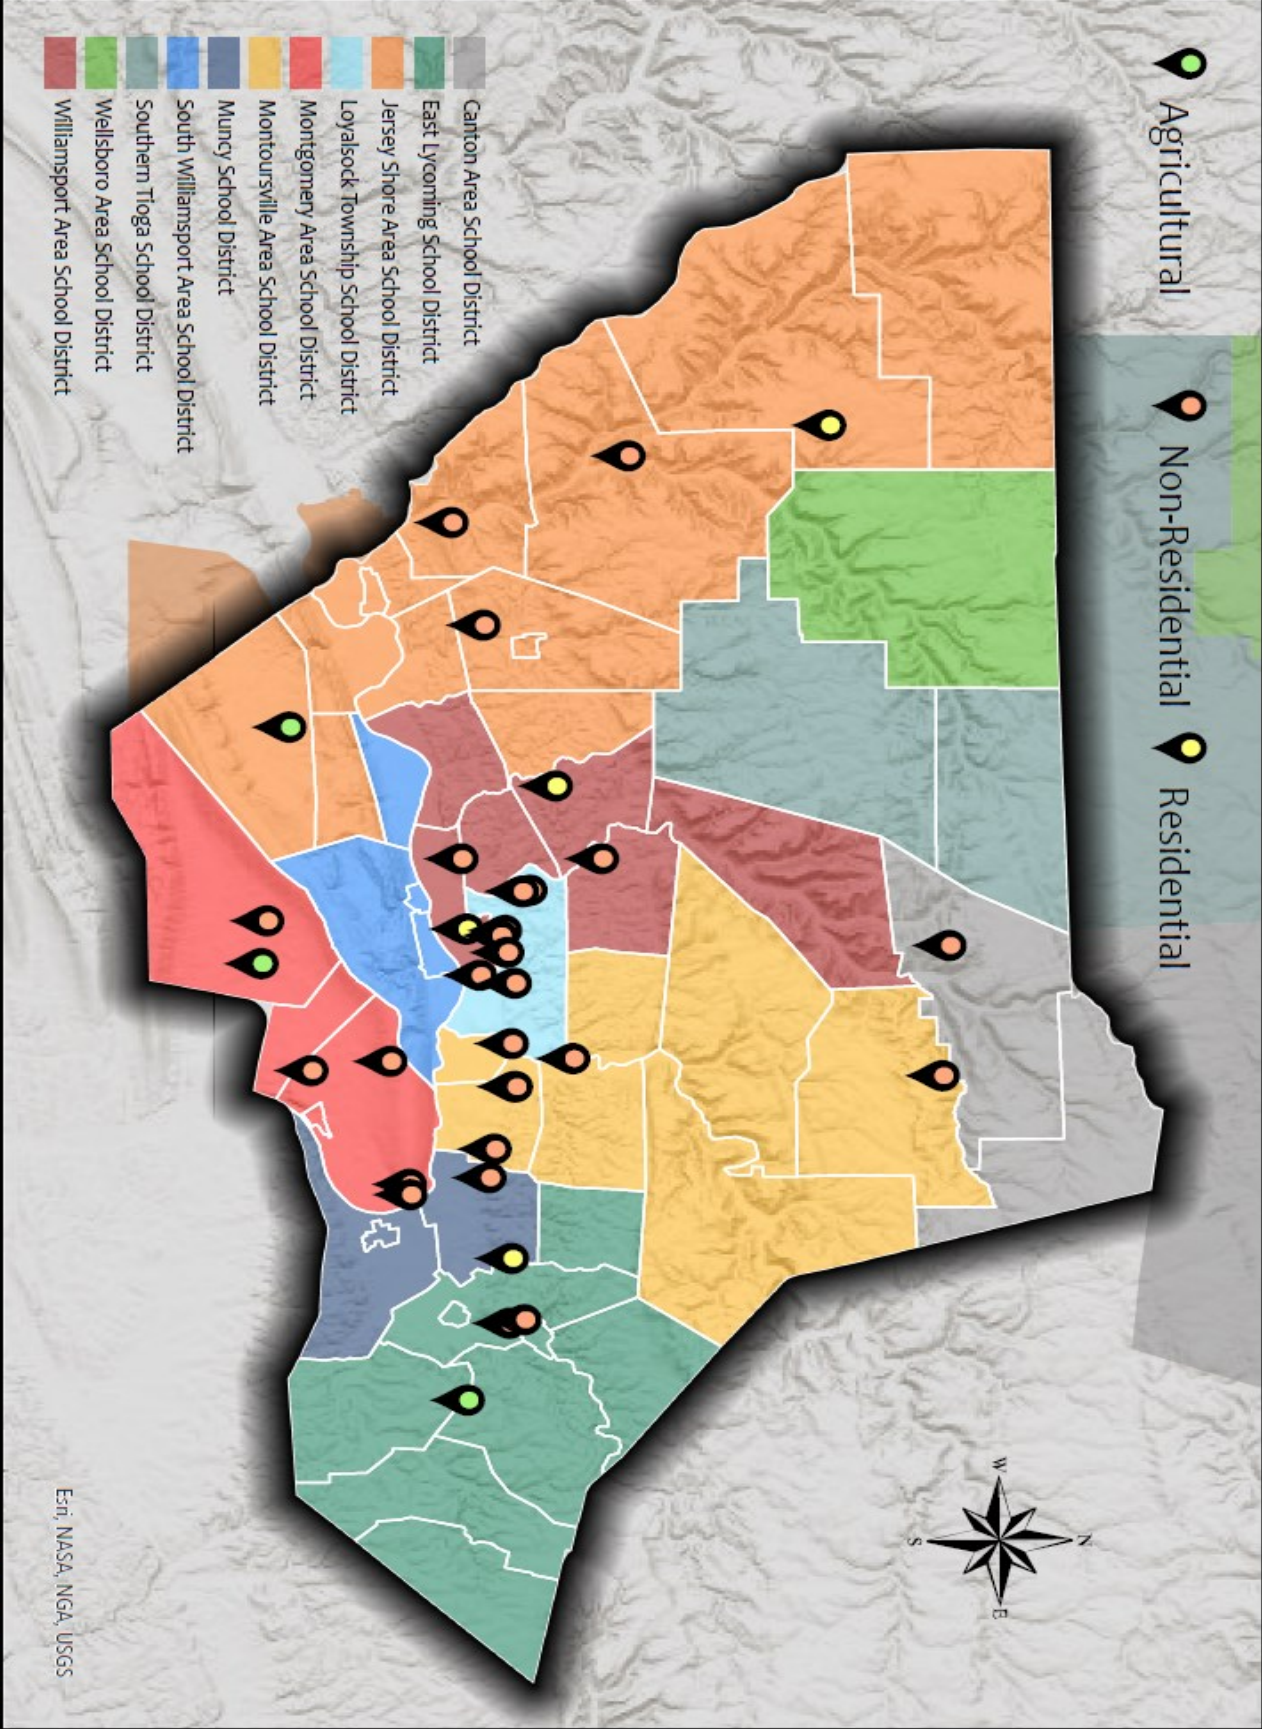 Agricultural
Non-Residential
Residential
Canton Area School District
East Lycoming School District
Jersey Shore Area School District
Loyalsock Township School District
Montgomery Area School District
Montoursville Area School District
Muncy School District
South Williamsport Area School District
Southern Tioga School District
Wellsboro Area School District
Williamsport Area School District
N
W
E
S
Esri, NASA, NGA, USGS